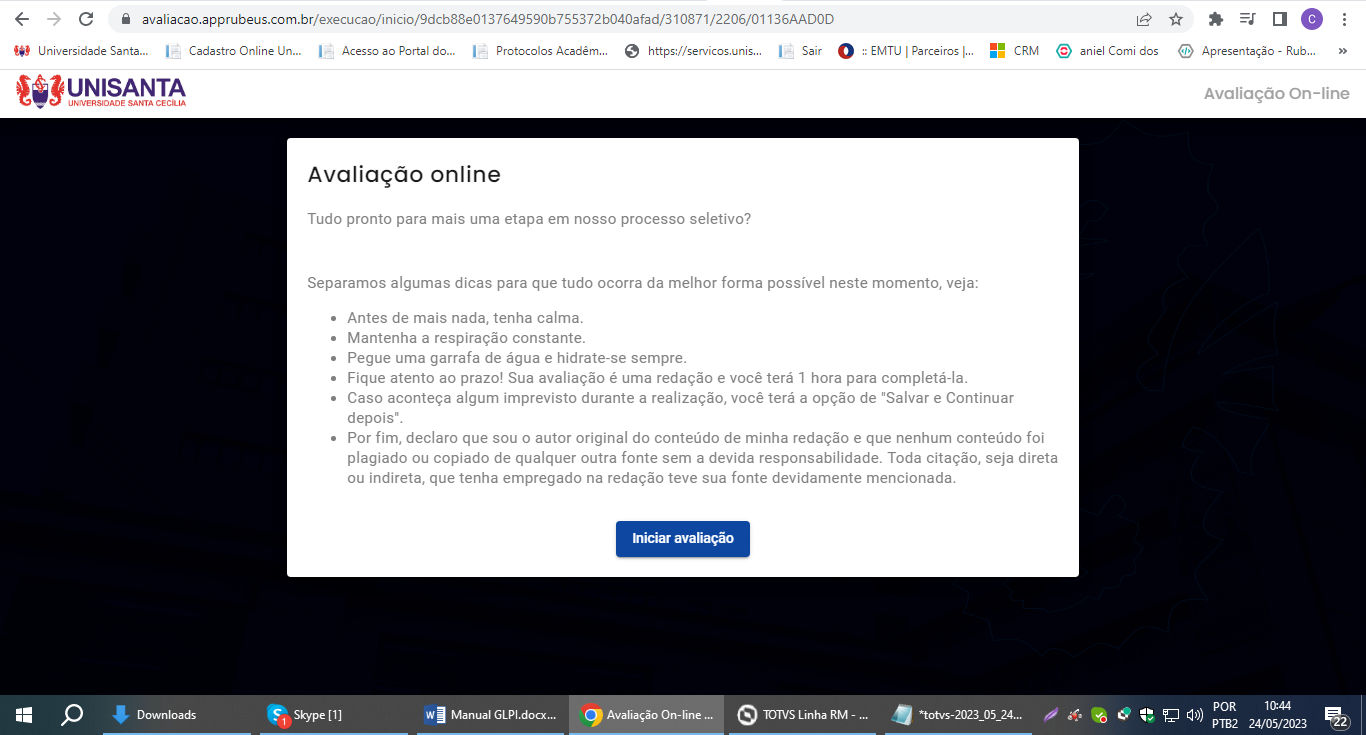 avaliacao.apprubeus.com.br/execucao/inicio/9dcb88e0137649590b755372b040afad/310871/2206/01136AAD0D
C
Universidade Santa...
Cadastro Online Un...
Acesso ao Portal do...
Protocolos Acadêm...
https://servicos.unis...
Sair
:: EMTU | Parceiros |...
CRM
aniel Comi dos
Apresentação - Rub...
»
UNISANTA
UNIVERSIDADE SANTA CECÍLIA
Avaliação On-line
Avaliação online
Tudo pronto para mais uma etapa em nosso processo seletivo?
Separamos algumas dicas para que tudo ocorra da melhor forma possível neste momento, veja:
• Antes de mais nada, tenha calma.
• Mantenha a respiração constante.
• Pegue uma garrafa de água e hidrate-se sempre.
• Fique atento ao prazo! Sua avaliação é uma redação e você terá 1 hora para completá-la.
• Caso aconteça algum imprevisto durante a realização, você terá a opção de "Salvar e Continuar
depois".
• Por fim, declaro que sou o autor original do conteúdo de minha redação e que nenhum conteúdo foi
plagiado ou copiado de qualquer outra fonte sem a devida responsabilidade. Toda citação, seja direta
ou indireta, que tenha empregado na redação teve sua fonte devidamente mencionada.
Iniciar avaliação
Downloads
1
Skype [1]
Manual GLPI.docx...
Avaliação On-line ...
TOTVS Linha RM - ...
*totvs-2023_05_24...
POR
PTB2
10:44
24/05/2023
22